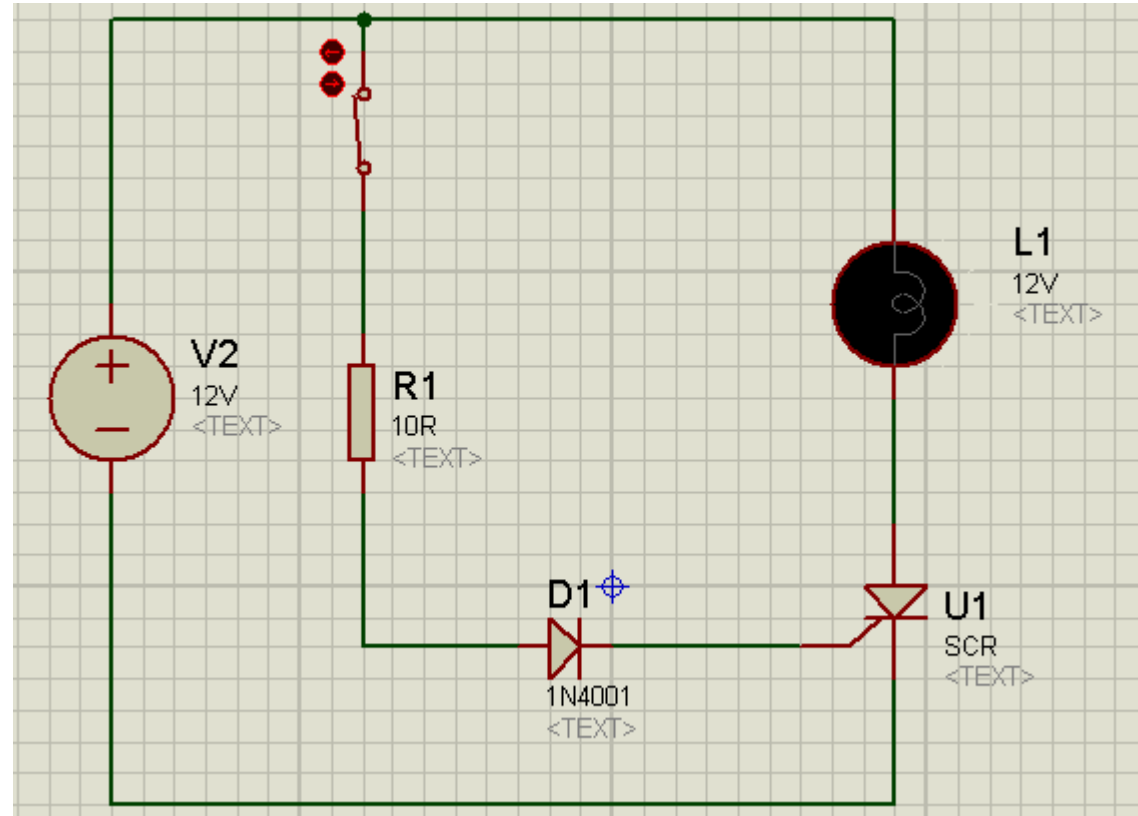 V2
12V
<TEXT>
R1
10R
<TEXT>
L1
12V
<TEXT>
D1
1N4001
<TEXT>
U1
SCR
<TEXT>